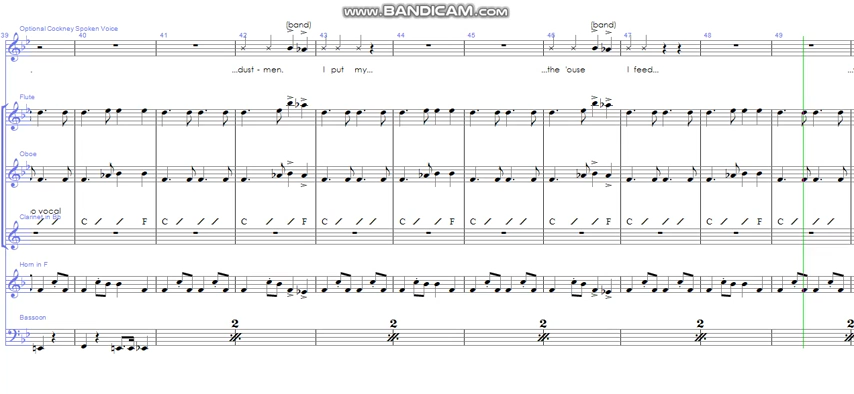 www.BANDICAM.com
39 40 41 42 43 44 45 46 47 48 49
Optional Cockney Spoken Voice
(band) (band)
...dust - men, I put my... ...the 'ouse I feed...
Flute
Oboe
o vocal
Clarinet in Bb
C F C C F C C F C C F C
Horn in F
Bassoon
2 2 2 2 2